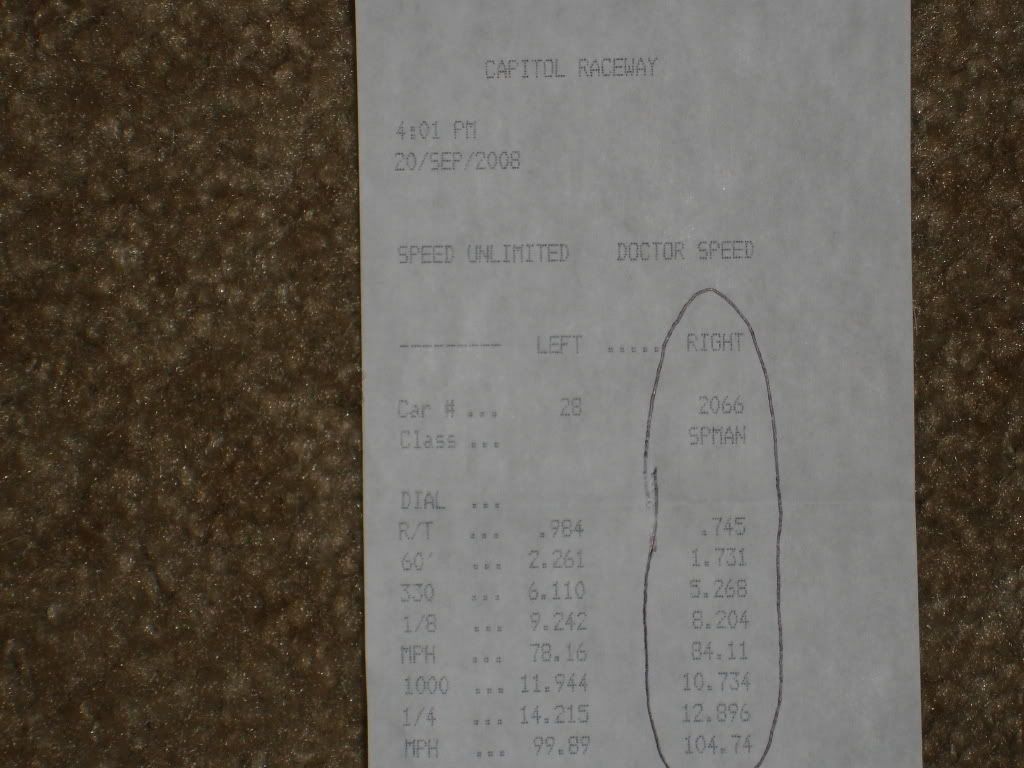 CAPITOL RACEWAY
4:01 PM
20/SEP/2008
SPEED UNLIMITED DOCTOR SPEED
---------- LEFT ..... RIGHT
Car # ... 28 2066
Class ... SPMAN
DIAL ...
R/T ... .984 .745
60' ... 2.261 1.731
330 ... 6.110 5.268
1/8 ... 9.242 8.204
MPH ... 78.16 84.11
1000 ... 11.944 10.734
1/4 ... 14.215 12.896
MPH ... 99.89 104.74